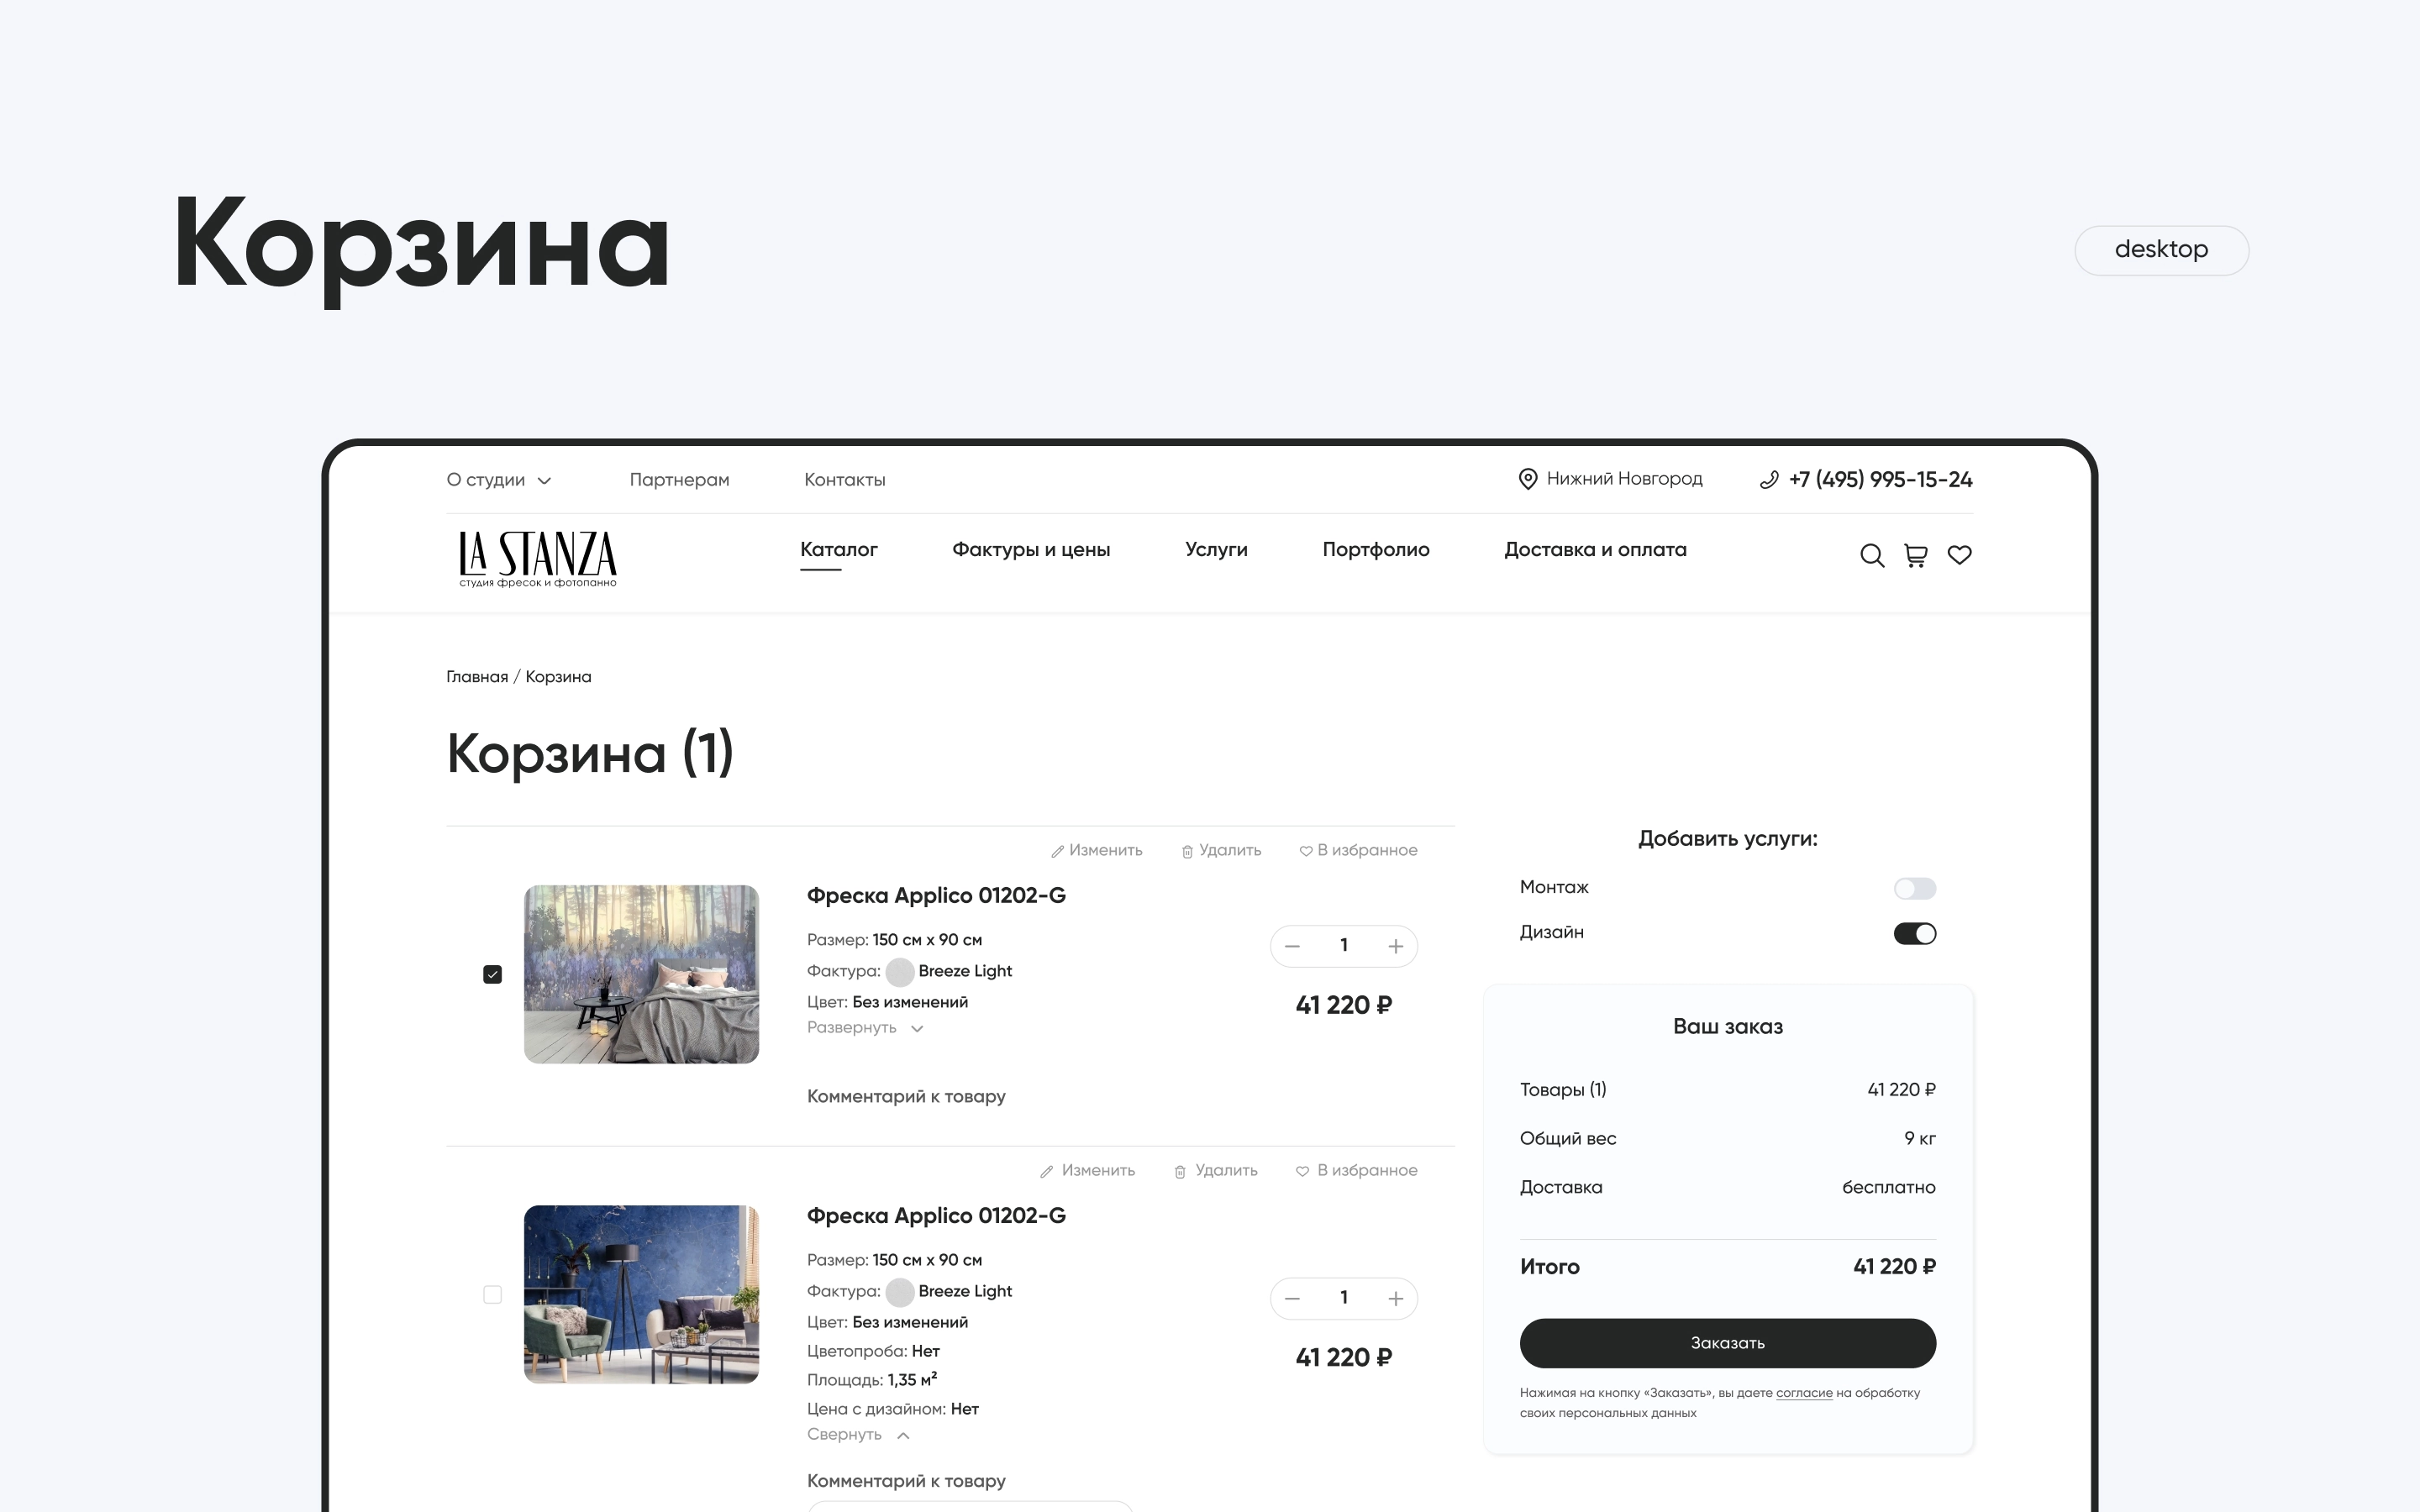 Корзина
desktop
О студии
Партнерам
Контакты
Нижний Новгород
+7 (495) 995-15-24
LA STANZA
студия фресок и фотопанно
Каталог
Фактуры и цены
Услуги
Портфолио
Доставка и оплата
Главная / Корзина
Корзина (1)
Изменить
Удалить
В избранное
Фреска Applico 01202-G
Размер: 150 см х 90 см
Фактура: Breeze Light
Цвет: Без изменений
Развернуть
1
41 220 ₽
Комментарий к товару
Изменить
Удалить
В избранное
Фреска Applico 01202-G
Размер: 150 см х 90 см
Фактура: Breeze Light
Цвет: Без изменений
Цветопроба: Нет
Площадь: 1,35 м²
Цена с дизайном: Нет
Свернуть
1
41 220 ₽
Комментарий к товару
Добавить услуги:
Монтаж
Дизайн
Ваш заказ
Товары (1) 41 220 ₽
Общий вес 9 кг
Доставка бесплатно
Итого 41 220 ₽
Заказать
Нажимая на кнопку «Заказать», вы даете согласие на обработку
своих персональных данных